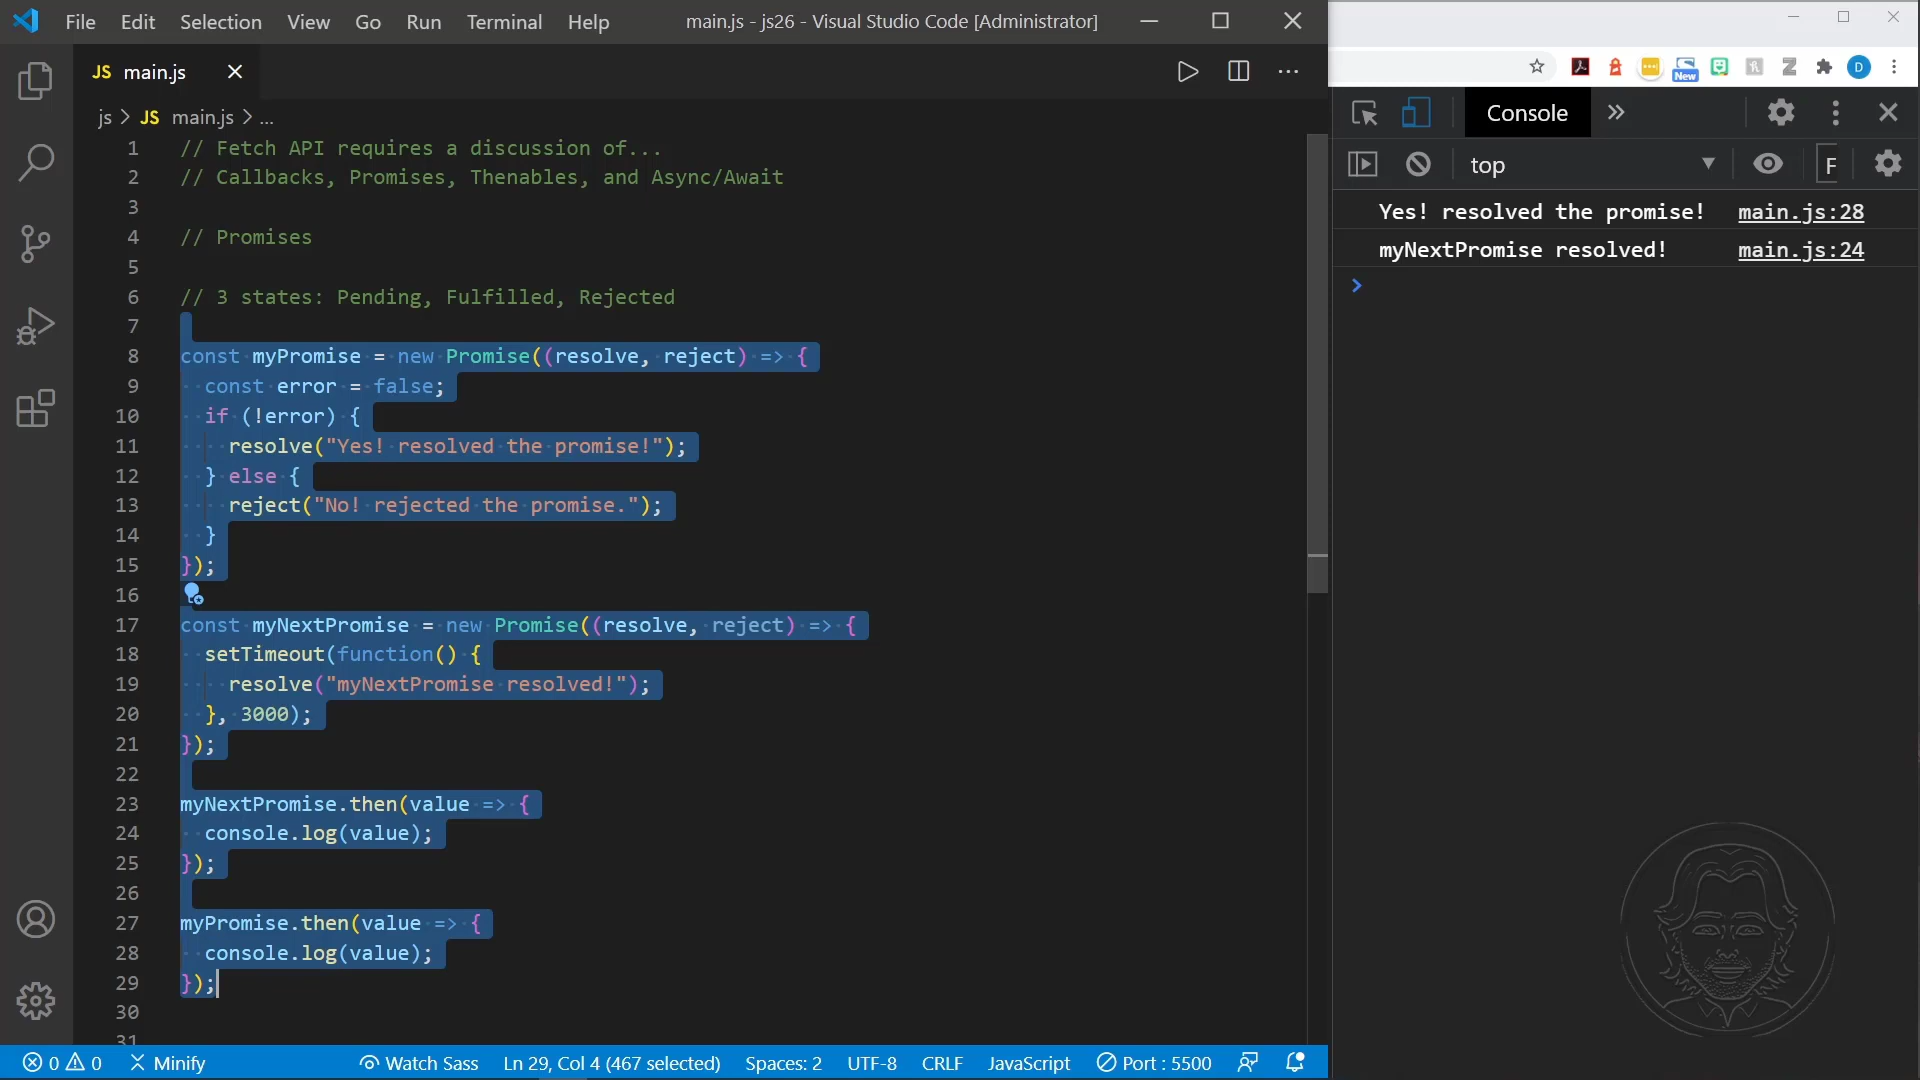 File Edit Selection View Go Run Terminal Help main.js - js26 - Visual Studio Code [Administrator]
JS main.js
js > JS main.js > ...
1 // Fetch API requires a discussion of...
2 // Callbacks, Promises, Thenables, and Async/Await
3
4 // Promises
5
6 // 3 states: Pending, Fulfilled, Rejected
7
8 const myPromise = new Promise((resolve, reject) => {
9 const error = false;
10 if (!error) {
11 resolve("Yes! resolved the promise!");
12 } else {
13 reject("No! rejected the promise.");
14 }
15 });
16
17 const myNextPromise = new Promise((resolve, reject) => {
18 setTimeout(function() {
19 resolve("myNextPromise resolved!");
20 }, 3000);
21 });
22
23 myNextPromise.then(value => {
24 console.log(value);
25 });
26
27 myPromise.then(value => {
28 console.log(value);
29 });
30
31
0 0 Minify Watch Sass Ln 29, Col 4 (467 selected) Spaces: 2 UTF-8 CRLF JavaScript Port : 5500
New D
Console
top F
Yes! resolved the promise! main.js:28
myNextPromise resolved! main.js:24